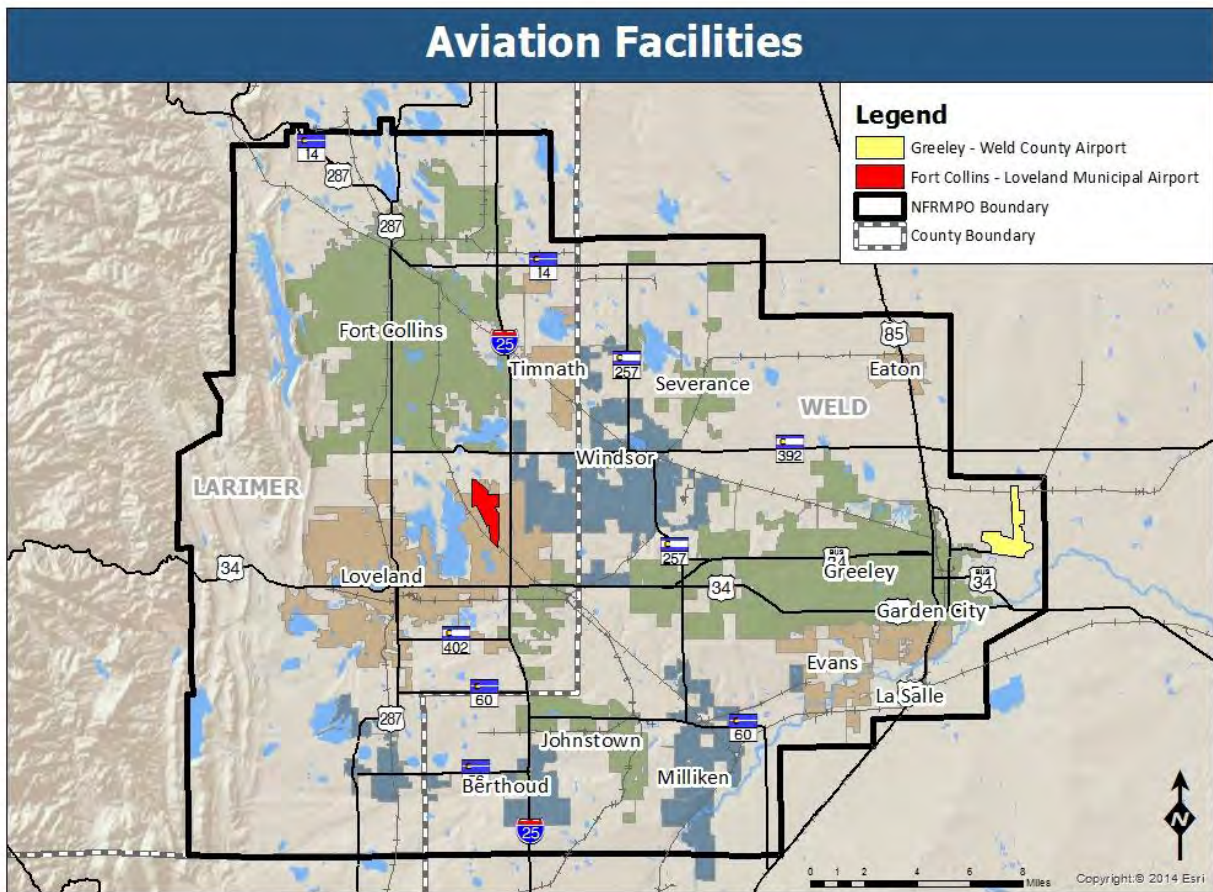 Aviation Facilities
Legend
Greeley - Weld County Airport
Fort Collins - Loveland Municipal Airport
NFRMPO Boundary
County Boundary
14
287
287
14
Fort Collins
25
Timnath
257
Severance
85
Eaton
WELD
392
Windsor
LARIMER
257
BUS
34
Greeley
BUS
34
34
Loveland
34
Garden City
402
Evans
60
La Salle
287
60
Johnstown
Milliken
Berthoud
25
N
0 2 4 6 8
Miles
Copyright:© 2014 Esri